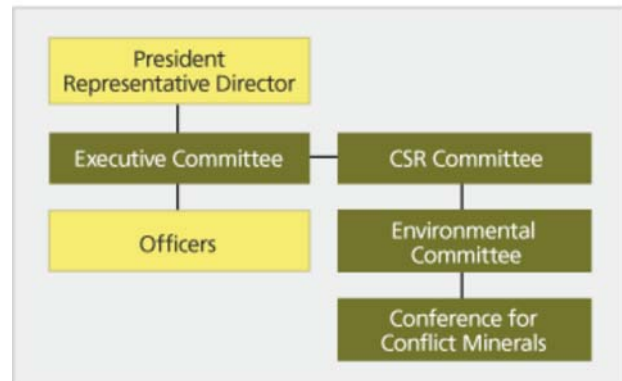 President
Representative Director
Executive Committee
CSR Committee
Officers
Environmental
Committee
Conference for
Conflict Minerals